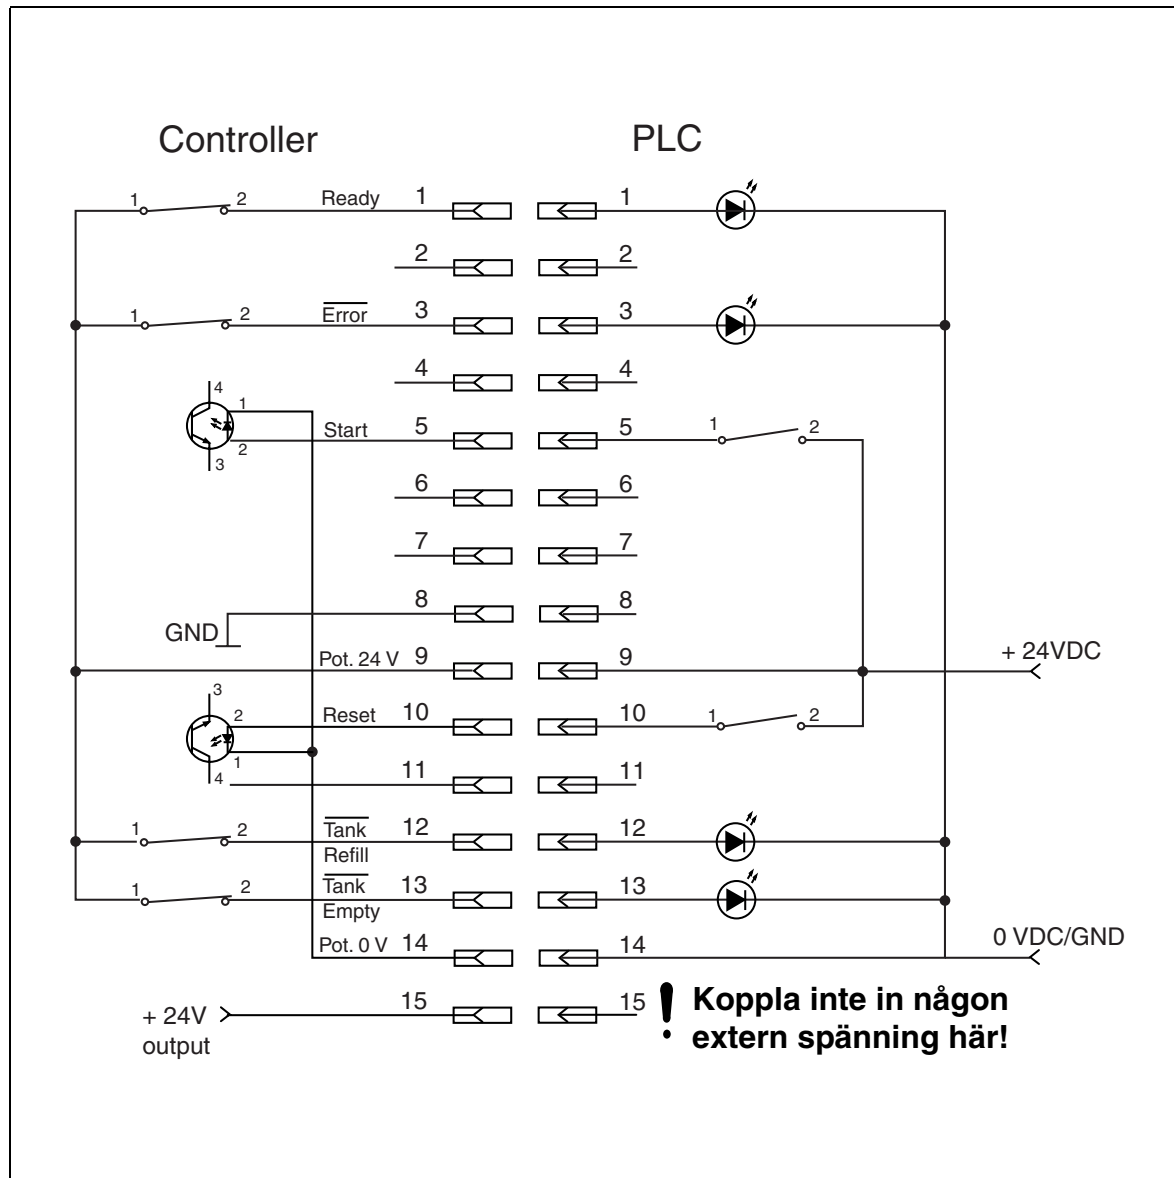 Controller PLC
1 2 Ready 1 1
2 2
1 2 Error 3 3
4 4
4
1
Start 5 5 1 2
2
3
6 6
7 7
8 8
GND
Pot. 24 V 9 9 + 24VDC
3
2 Reset 10 10 1 2
1
4 11 11
1 2 Tank 12 12
Refill
1 2 Tank 13 13
Empty
Pot. 0 V 14 14 0 VDC/GND
+ 24V 15 15 ! Koppla inte in någon
output extern spänning här!